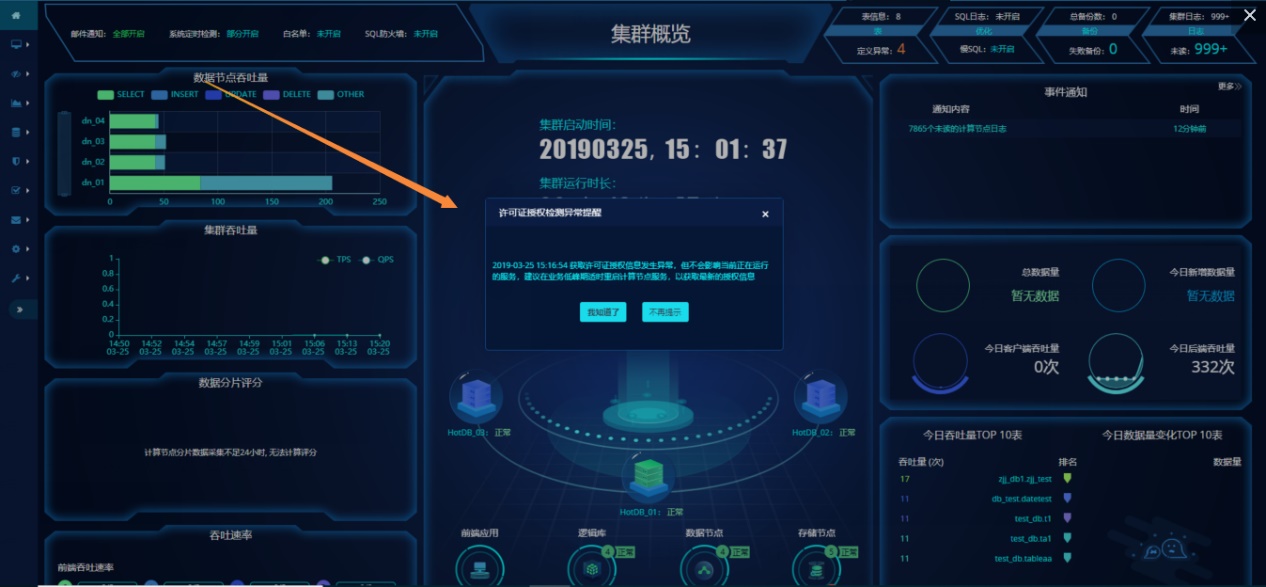 邮件通知: 全部开启 系统定时检测: 部分开启 白名单: 未开启 SQL防火墙: 未开启
集群概览
表信息: 8
表
定义异常: 4
SQL日志: 未开启
优化
慢SQL: 未开启
总备份数: 0
备份
失败备份: 0
集群日志: 999+
日志
未读: 999+
数据节点吞吐量
SELECT INSERT UPDATE DELETE OTHER
dn_04
dn_03
dn_02
dn_01
0 50 100 150 200 250
集群吞吐量
TPS QPS
1
0.8
0.6
0.4
0.2
0
14:50 14:52 14:54 14:57 14:59 15:01 15:06 15:13 15:20
03-25 03-25 03-25 03-25 03-25 03-25 03-25 03-25 03-25
数据分片评分
计算节点分片数据采集不足24小时, 无法计算评分
吞吐速率
前端吞吐速率
集群启动时间:
20190325, 15: 01: 37
集群运行时长:
许可证授权检测异常提醒
2019-03-25 15:16:54 获取许可证授权信息发生异常, 但不会影响当前正在运行
的服务, 建议在业务低峰期适时重启计算节点服务, 以获取最新的授权信息
我知道了 不再提示
HotDB_03: 正常
HotDB_02: 正常
HotDB_01: 正常
前端应用 逻辑库 数据节点 存储节点
4 正常
4 正常
5 正常
事件通知
更多
通知内容 时间
7865个未读的计算节点日志 12分钟前
总数据量
暂无数据
今日新增数据量
暂无数据
今日客户端吞吐量
0次
今日后端吞吐量
332次
今日吞吐量TOP 10表
吞吐量 (次) 排名
17 zjj_db1.zjj_test
11 db_test.datetest
11 test_db.t1
11 test_db.ta1
11 test_db.tableaa
今日数据量变化TOP 10表
数据量